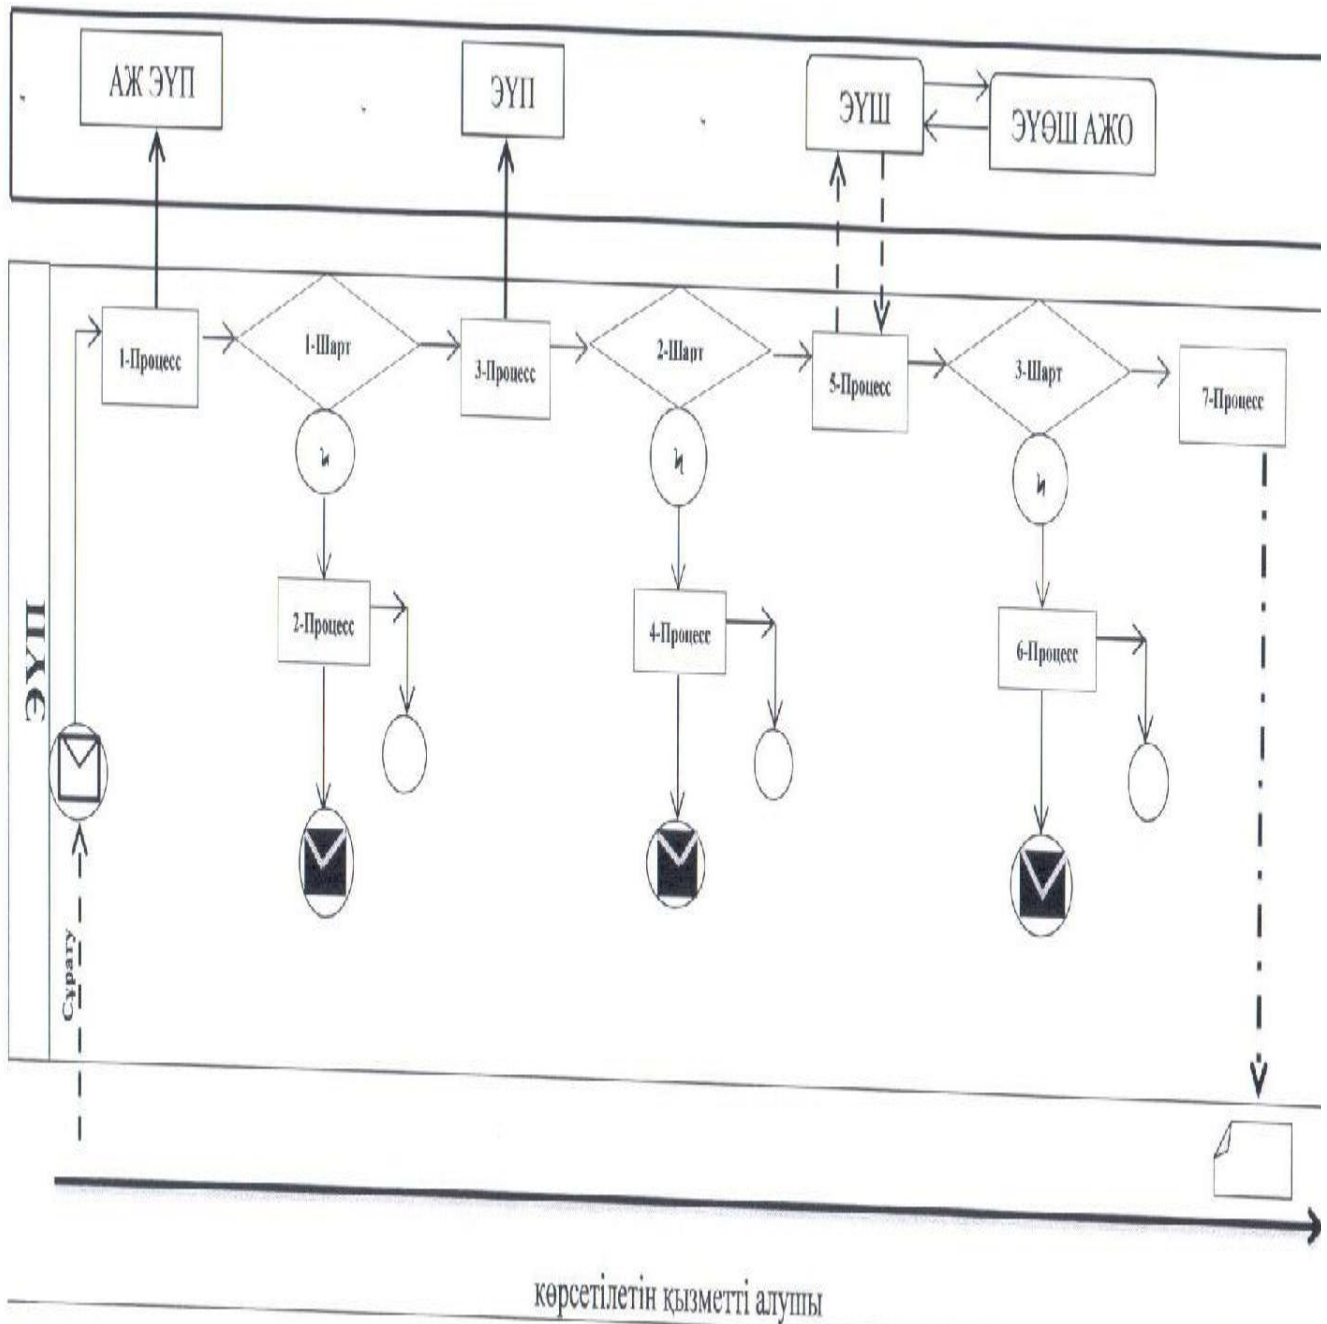 АЖ ЭҮП
ЭҮП
ЭҮШ
ЭҮӨШ АЖО
1-Процесс
1-Шарт
3-Процесс
2-Шарт
5-Процесс
3-Шарт
7-Процесс
2-Процесс
4-Процесс
6-Процесс
ЭҮП
Сұрату
көрсетілетін қызметті алушы